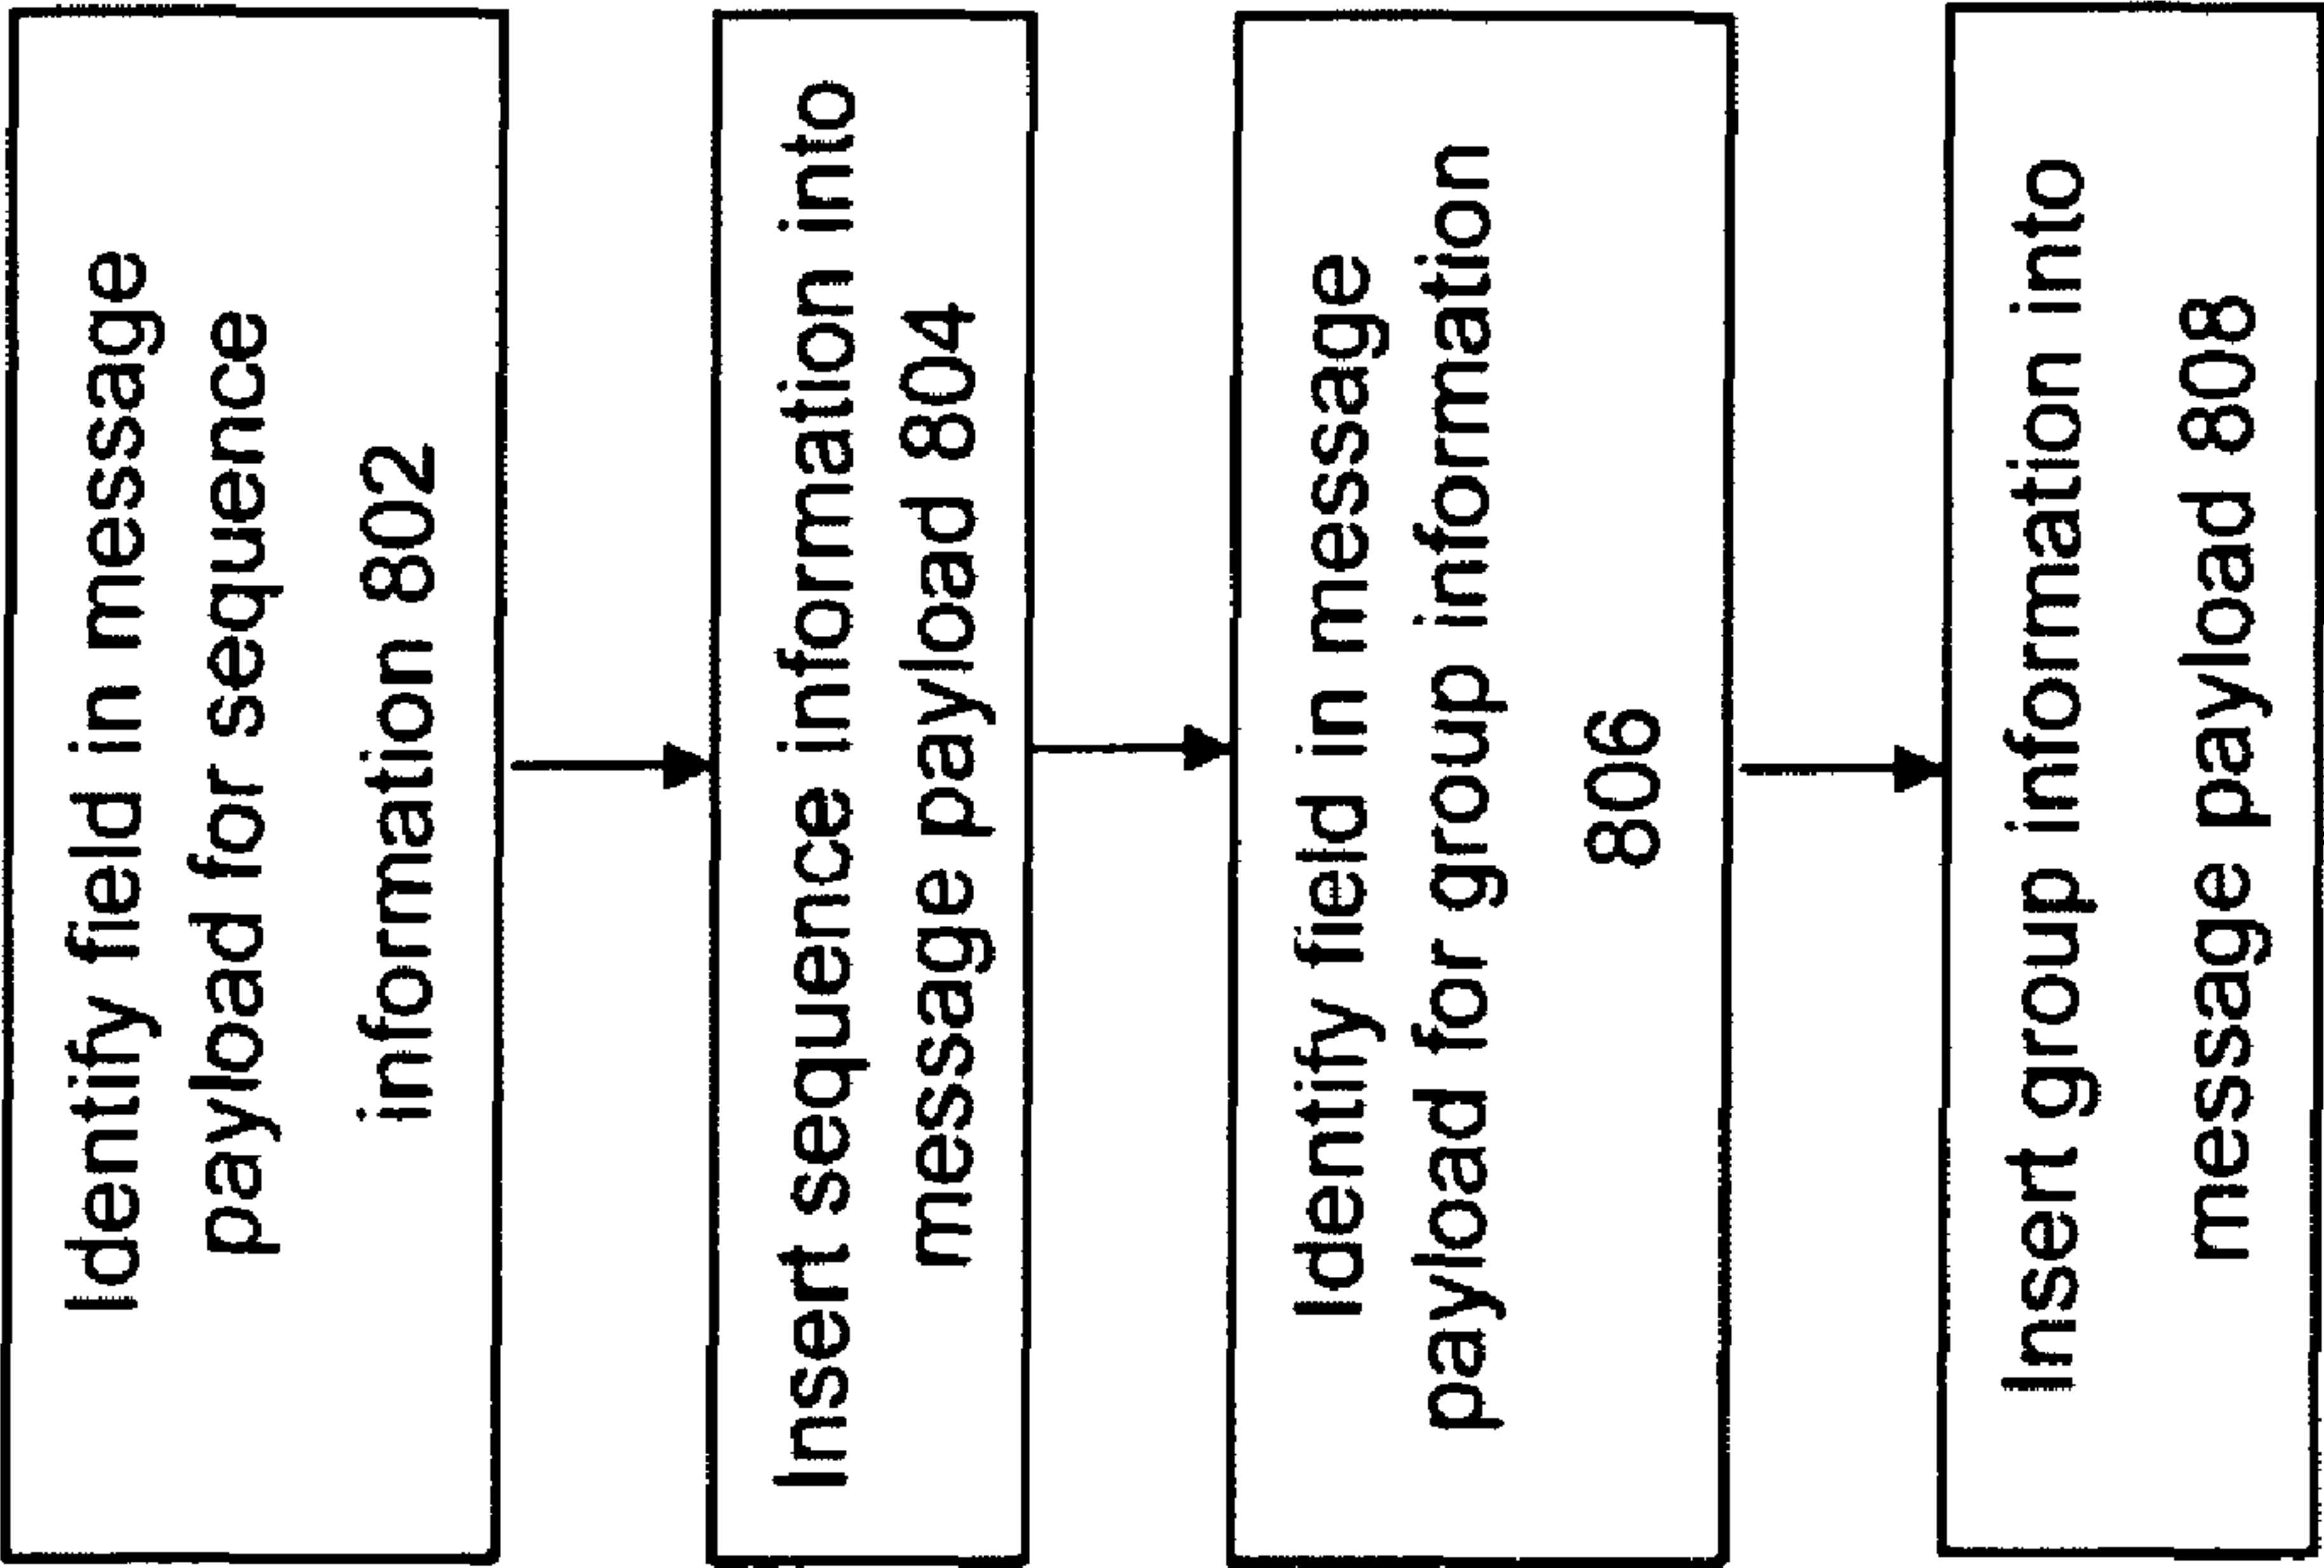 Identify field in message
payload for sequence
information 802
Insert sequence information into
message payload 804
Identify field in message
payload for group information
806
Insert group information into
message payload 808